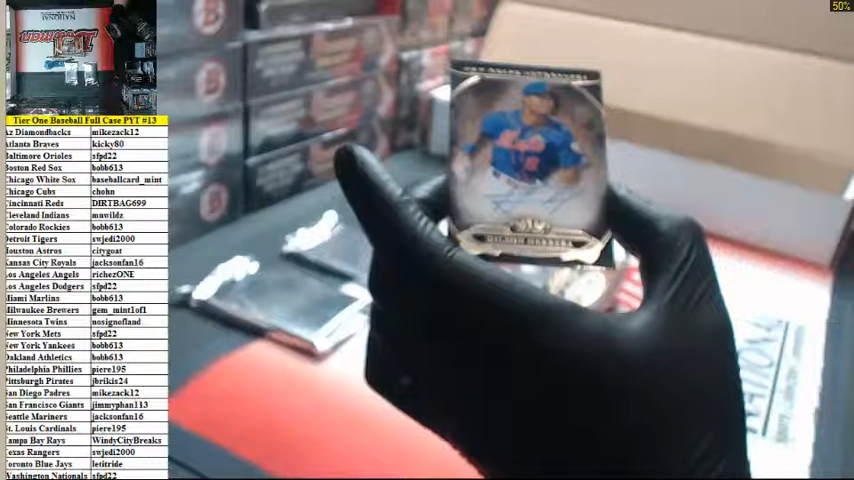 50%
Tier One Baseball Full Case PYT #13
Az Diamondbacks mikezack12
Atlanta Braves kicky80
Baltimore Orioles sfpd22
Boston Red Sox bobb613
Chicago White Sox baseballcard_mint
Chicago Cubs chohn
Cincinnati Reds DIRTBAG699
Cleveland Indians mnwildz
Colorado Rockies bobb613
Detroit Tigers swjedi2000
Houston Astros citygoat
Kansas City Royals jacksonfan16
Los Angeles Angels richezONE
Los Angeles Dodgers sfpd22
Miami Marlins bobb613
Milwaukee Brewers gem_mint1of1
Minnesota Twins nosignofland
New York Mets sfpd22
New York Yankees bobb613
Oakland Athletics bobb613
Philadelphia Phillies piere195
Pittsburgh Pirates jbrikis24
San Diego Padres mikezack12
San Francisco Giants jimmyphan113
Seattle Mariners jacksonfan16
St. Louis Cardinals piere195
Tampa Bay Rays WindyCityBreaks
Texas Rangers swjedi2000
Toronto Blue Jays letitride
Washington Nationals sfpd22
Mets